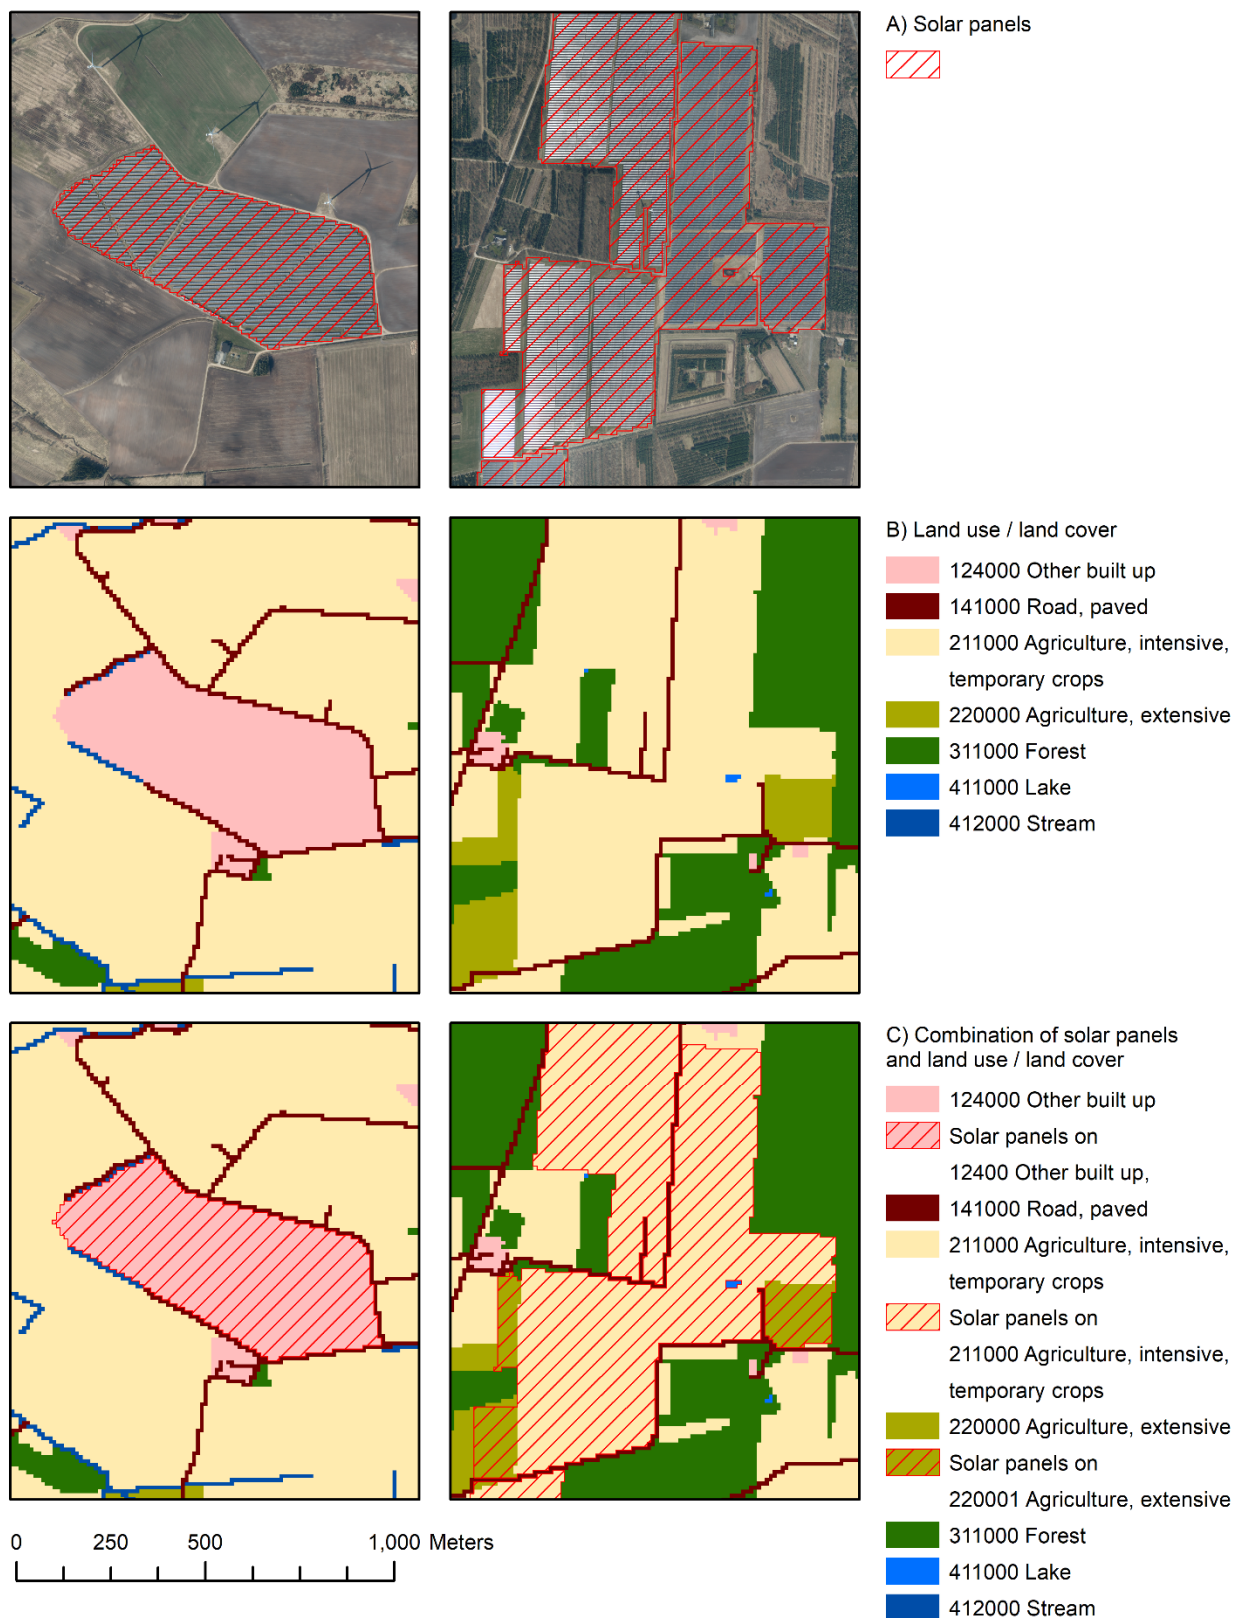 A) Solar panels
B) Land use / land cover
124000 Other built up
141000 Road, paved
211000 Agriculture, intensive,
temporary crops
220000 Agriculture, extensive
311000 Forest
411000 Lake
412000 Stream
C) Combination of solar panels
and land use / land cover
124000 Other built up
Solar panels on
12400 Other built up,
141000 Road, paved
211000 Agriculture, intensive,
temporary crops
Solar panels on
211000 Agriculture, intensive,
temporary crops
220000 Agriculture, extensive
Solar panels on
220001 Agriculture, extensive
311000 Forest
411000 Lake
412000 Stream
0 250 500 1,000 Meters